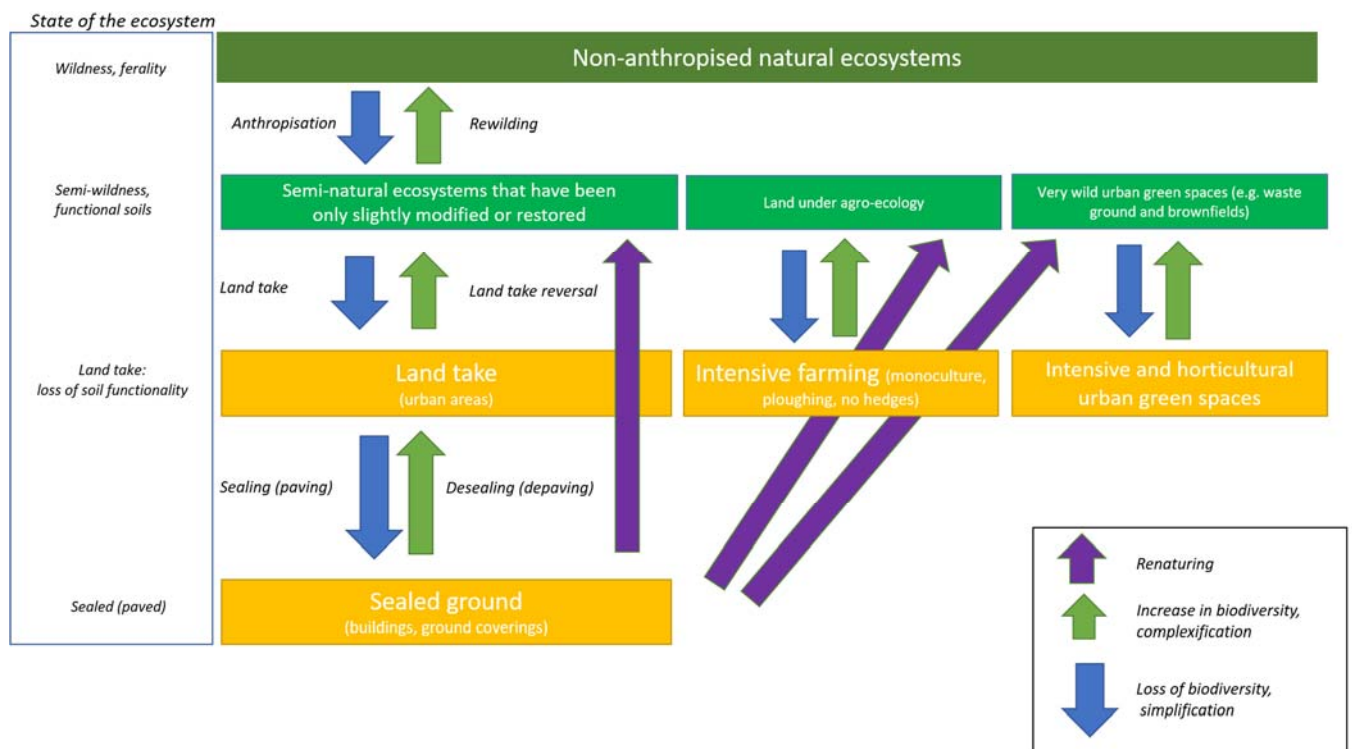 State of the ecosystem
Wildness, ferality
Non-anthropised natural ecosystems
Anthropisation
Rewilding
Semi-wildness,
functional soils
Semi-natural ecosystems that have been
only slightly modified or restored
Land under agro-ecology
Very wild urban green spaces (e.g. waste
ground and brownfields)
Land take
Land take reversal
Land take:
loss of soil functionality
Land take
(urban areas)
Intensive farming (monoculture,
ploughing, no hedges)
Intensive and horticultural
urban green spaces
Sealing (paving)
Desealing (depaving)
Sealed (paved)
Sealed ground
(buildings, ground coverings)
Renaturing
Increase in biodiversity,
complexification
Loss of biodiversity,
simplification